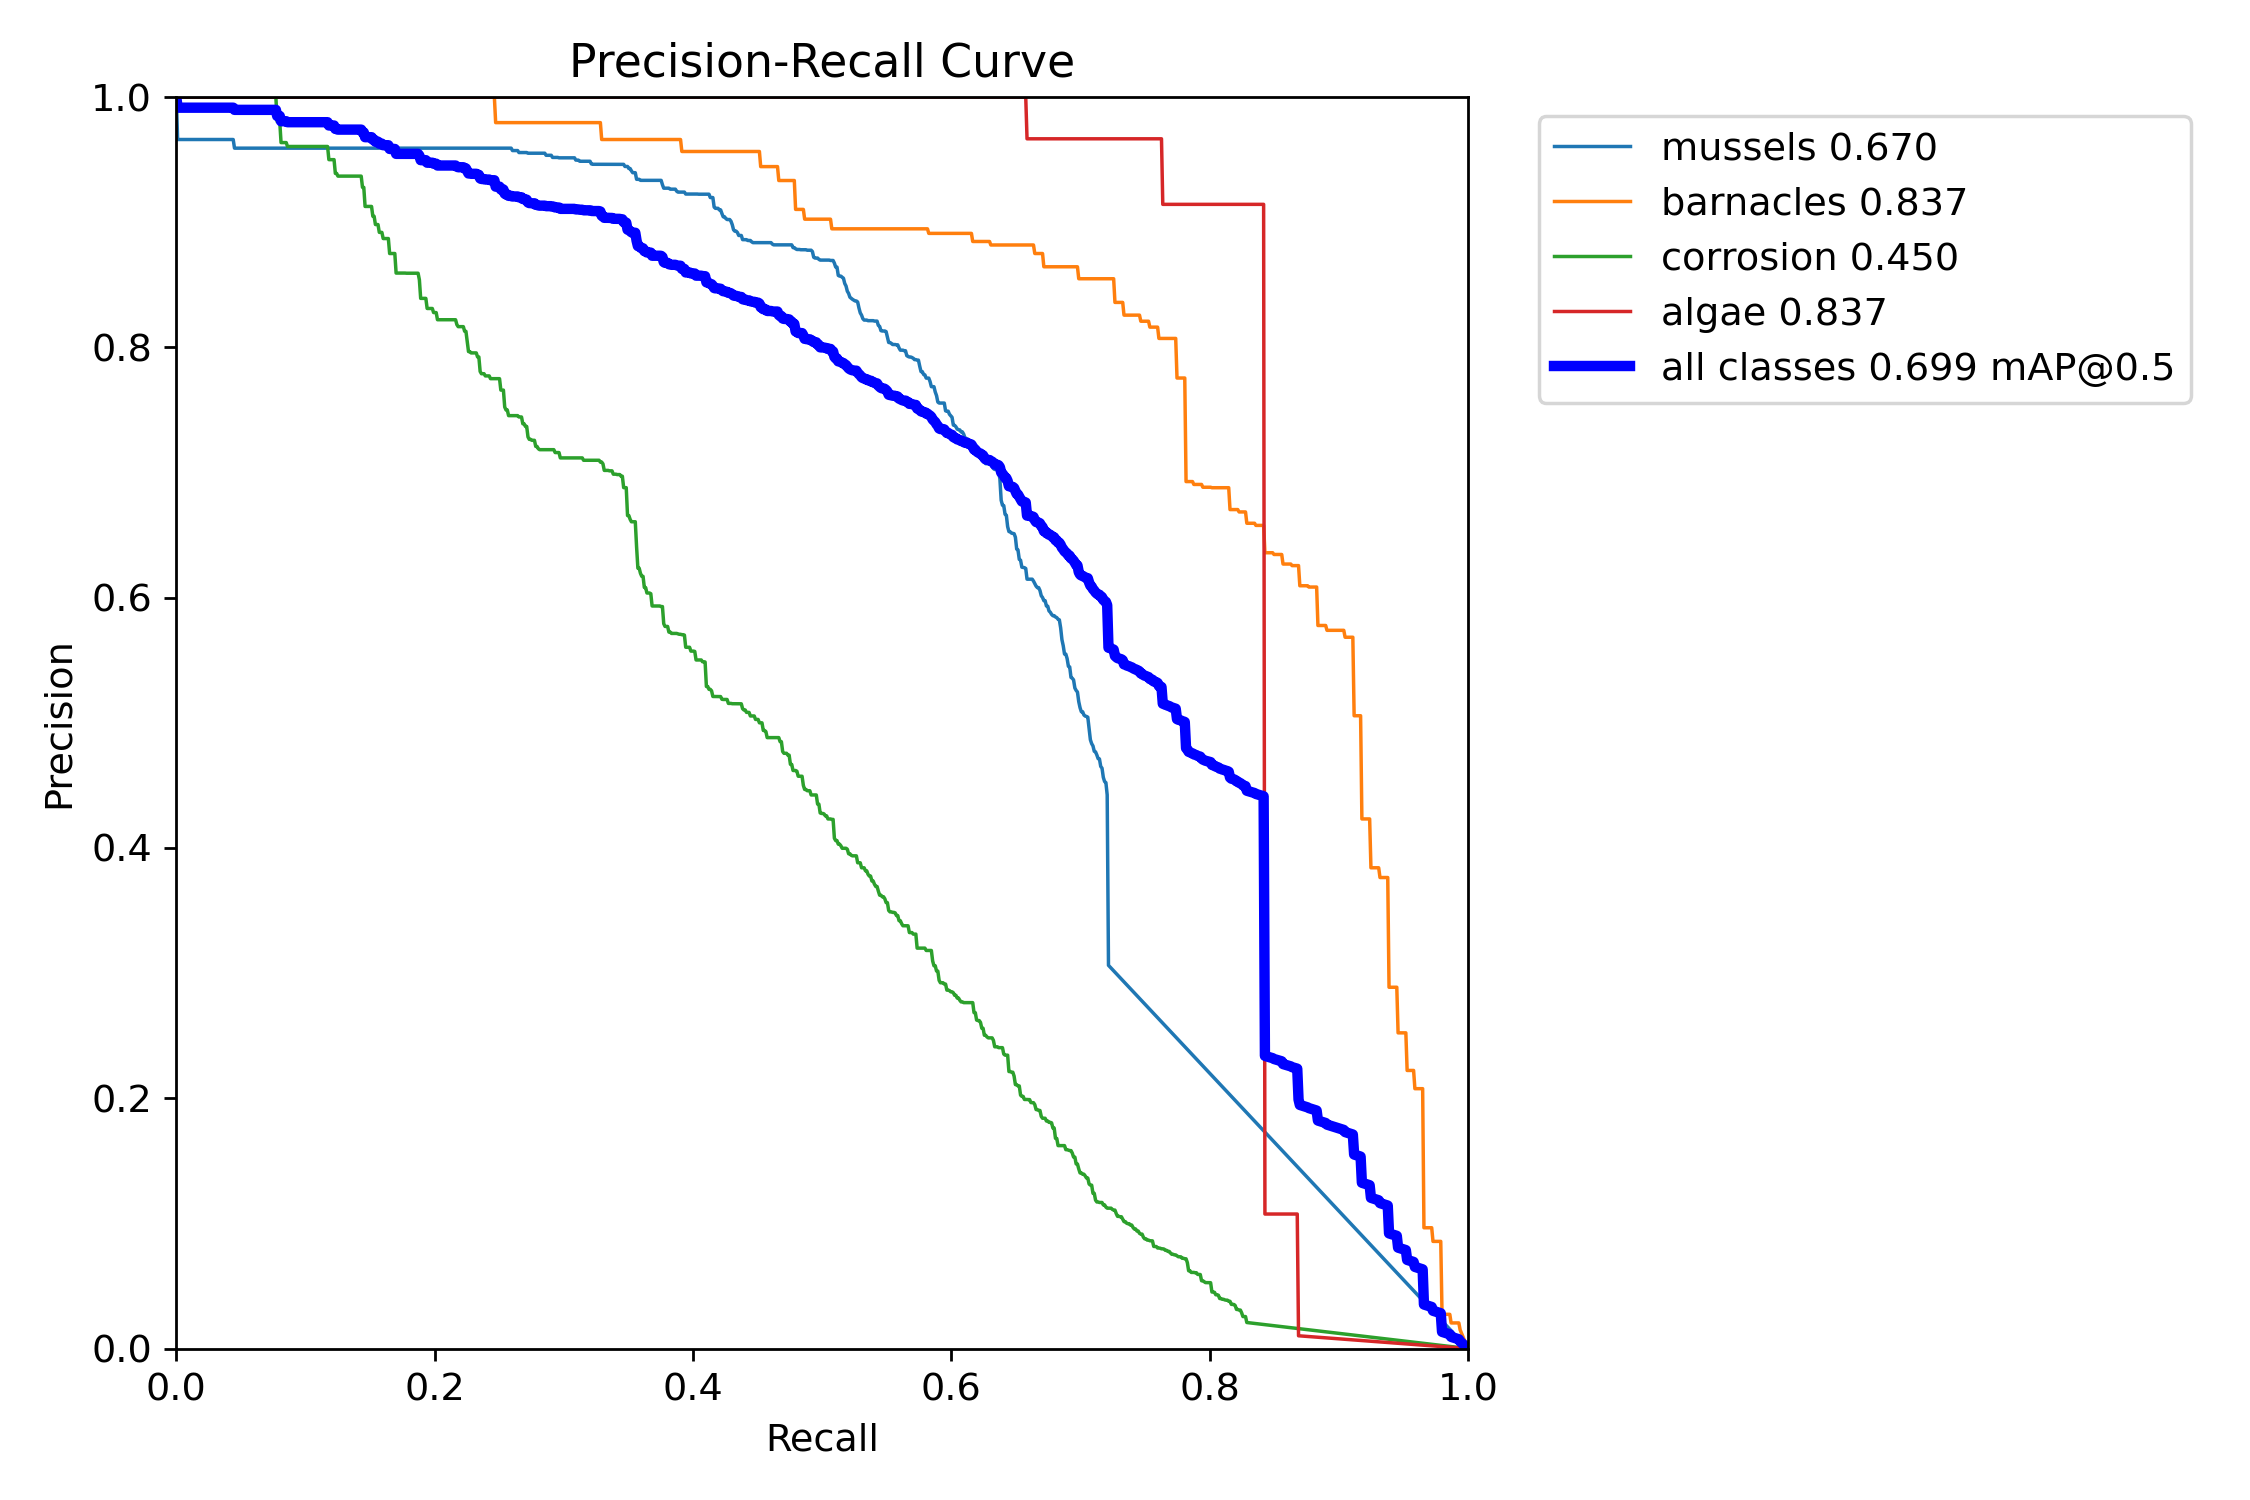 Precision-Recall Curve
1.0
0.8
0.6
0.4
0.2
0.0
Precision
0.0 0.2 0.4 0.6 0.8 1.0
Recall
mussels 0.670
barnacles 0.837
corrosion 0.450
algae 0.837
all classes 0.699 mAP@0.5